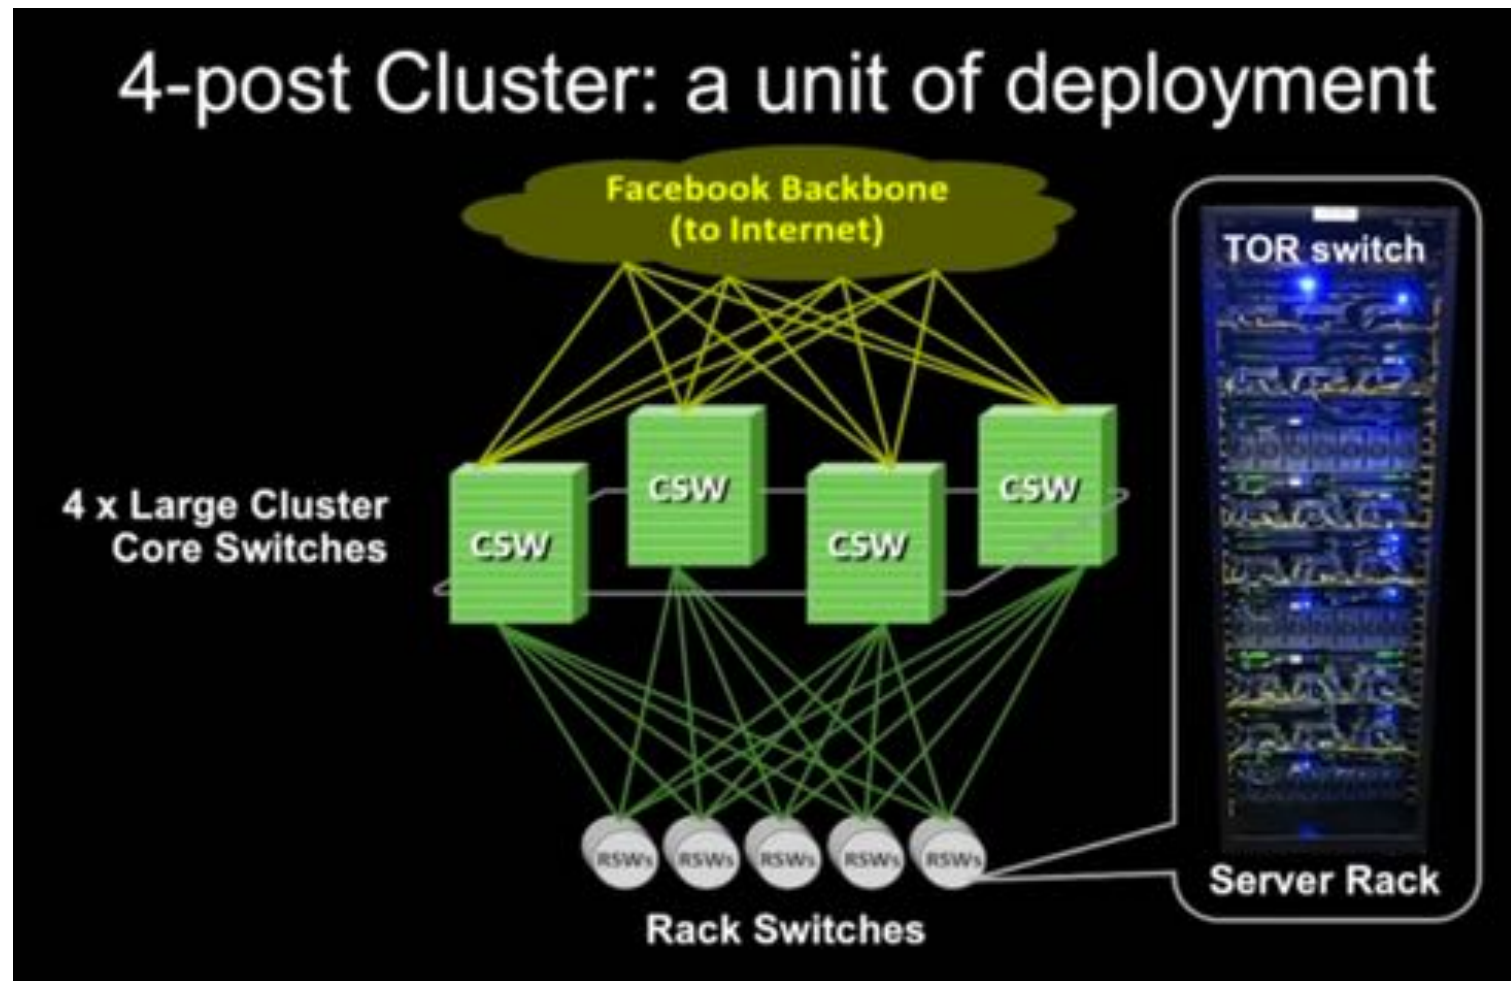 4-post Cluster: a unit of deployment
Facebook Backbone
(to Internet)
TOR switch
4 x Large Cluster
Core Switches
CSW
CSW
CSW
CSW
RSWs
RSWs
RSWs
RSWs
RSWs
Server Rack
Rack Switches